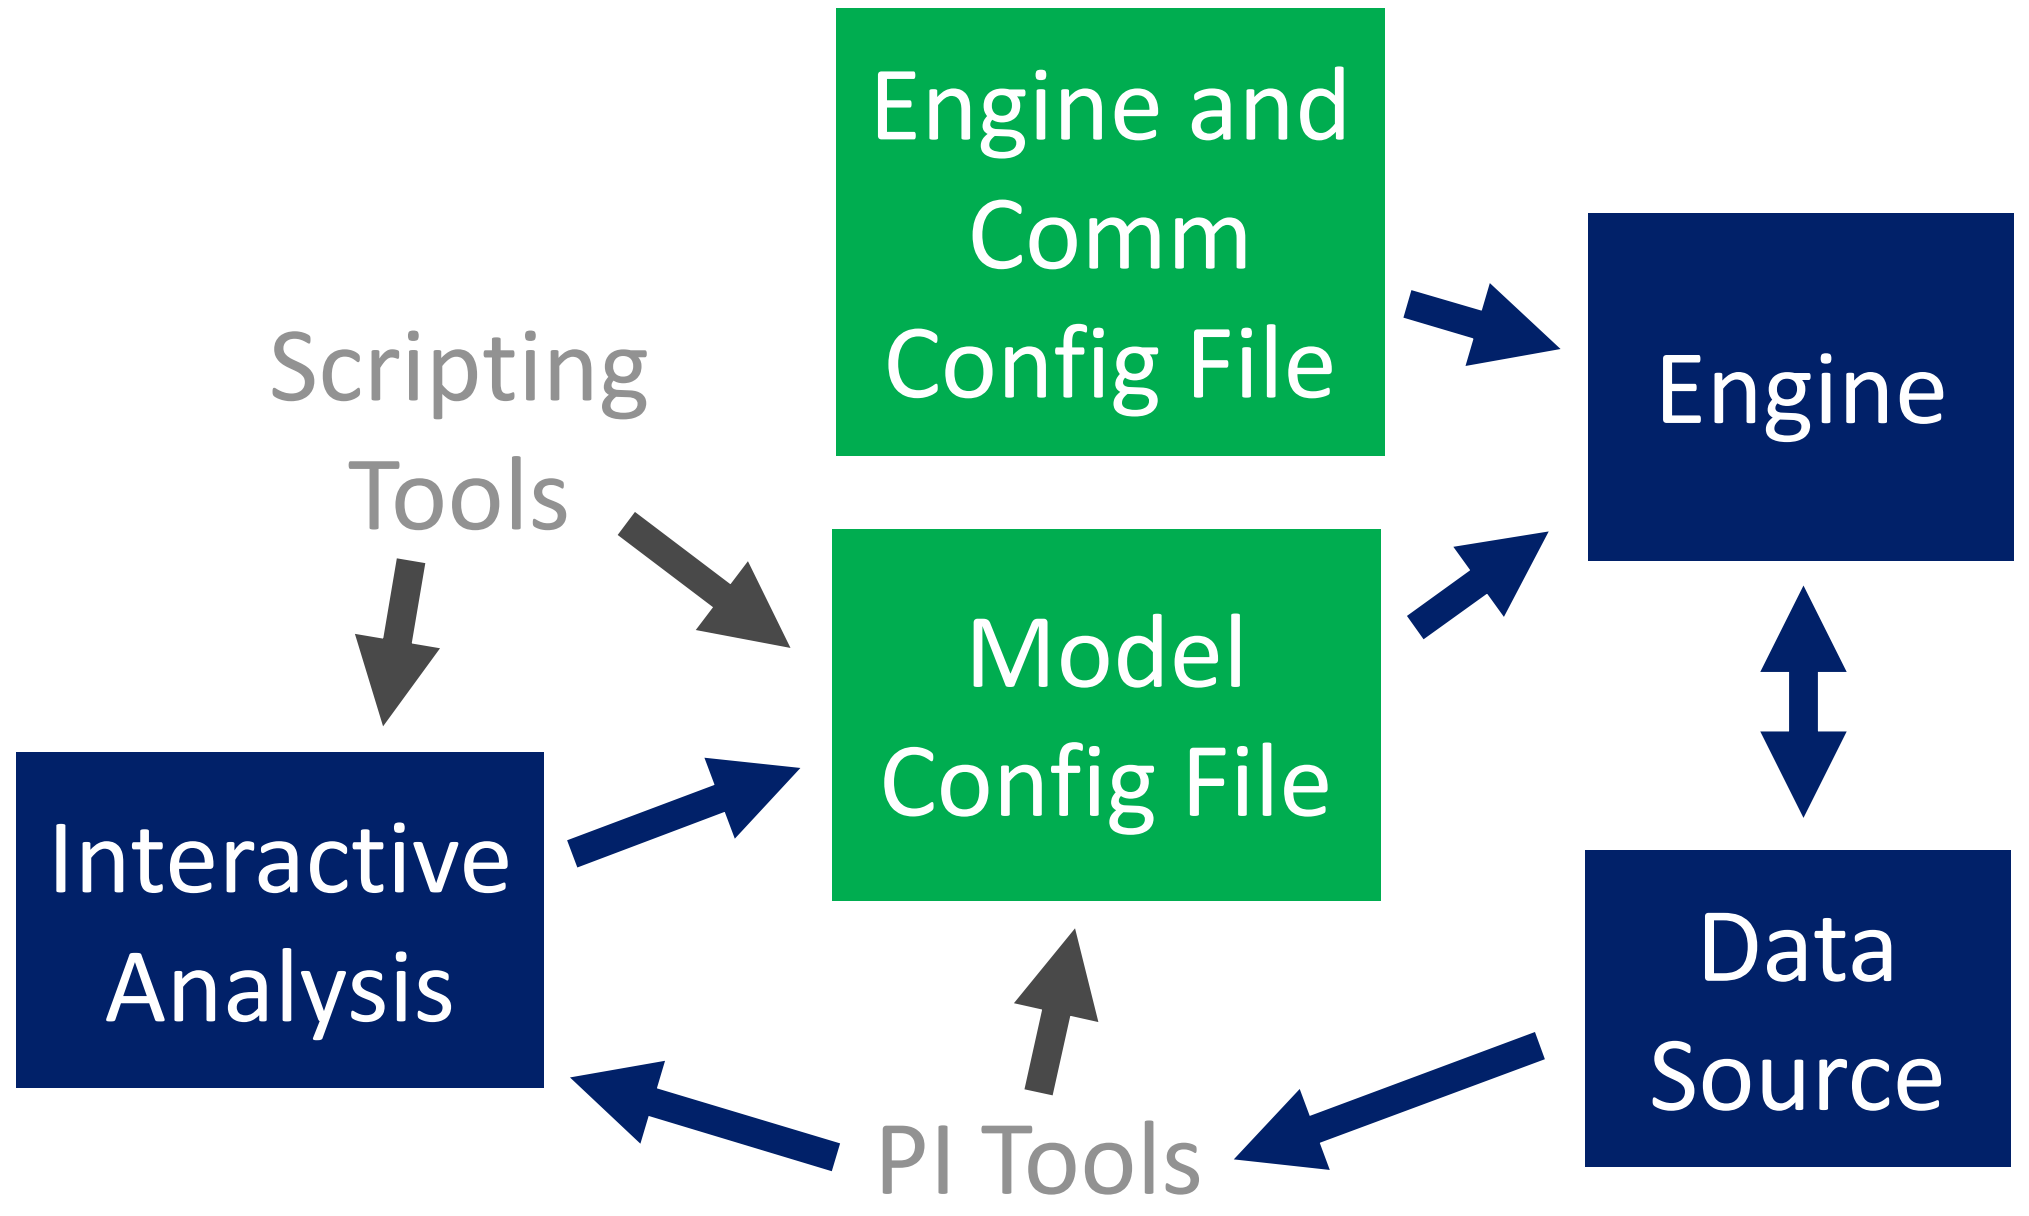 Engine and
Comm
Config File
Engine
Scripting
Tools
Model
Config File
Interactive
Analysis
Data
Source
PI Tools